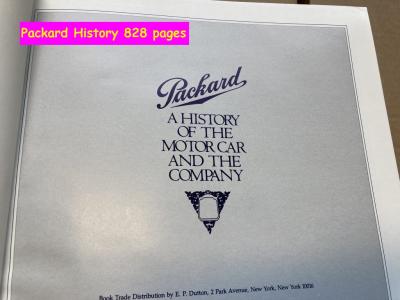 Packard History 828 pages
Packard
A HISTORY
OF THE
MOTOR CAR
AND THE
COMPANY
Book Trade Distribution by E. P. Dutton, 2 Park Avenue, New York, New York 10016